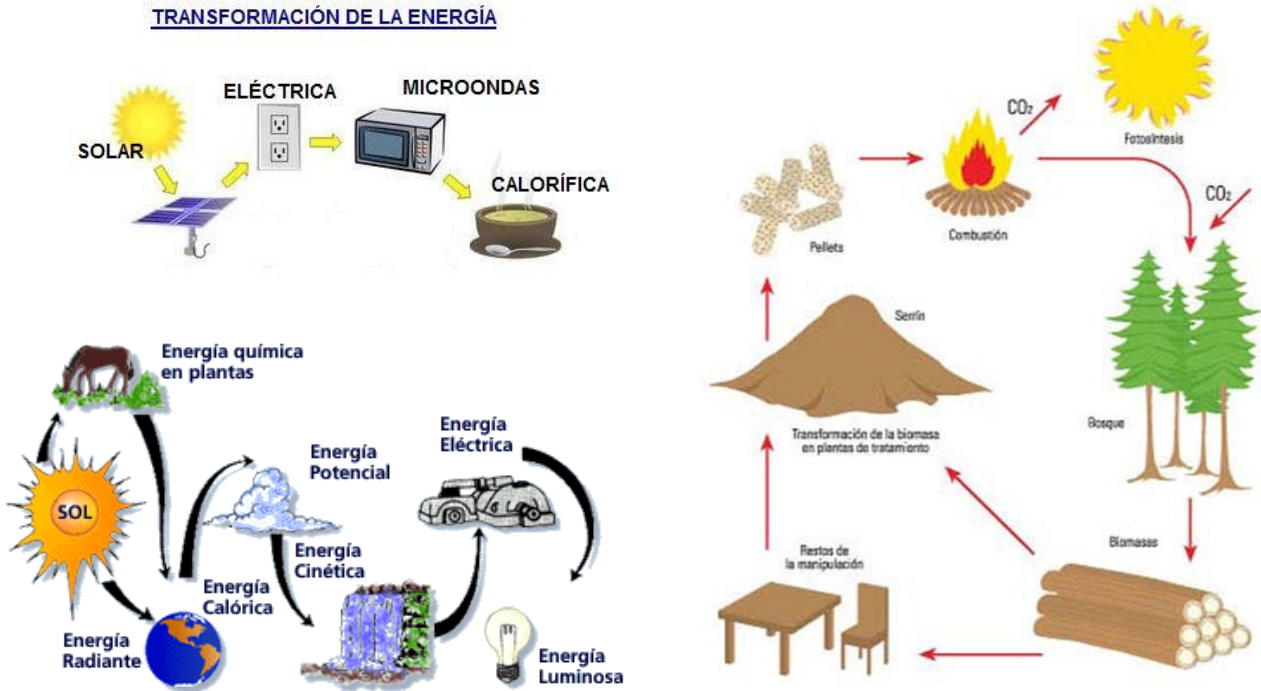 TRANSFORMACIÓN DE LA ENERGÍA
SOLAR
ELÉCTRICA
MICROONDAS
CALORÍFICA
Energía química
en plantas
SOL
Energía
Radiante
Energía
Calórica
Energía
Potencial
Energía
Cinética
Energía
Eléctrica
Energía
Luminosa
CO₂
Fotosíntesis
CO₂
Combustión
Pellets
Serrín
Transformación de la biomasa
en plantas de tratamiento
Bosque
Biomasas
Restos de
la manipulación